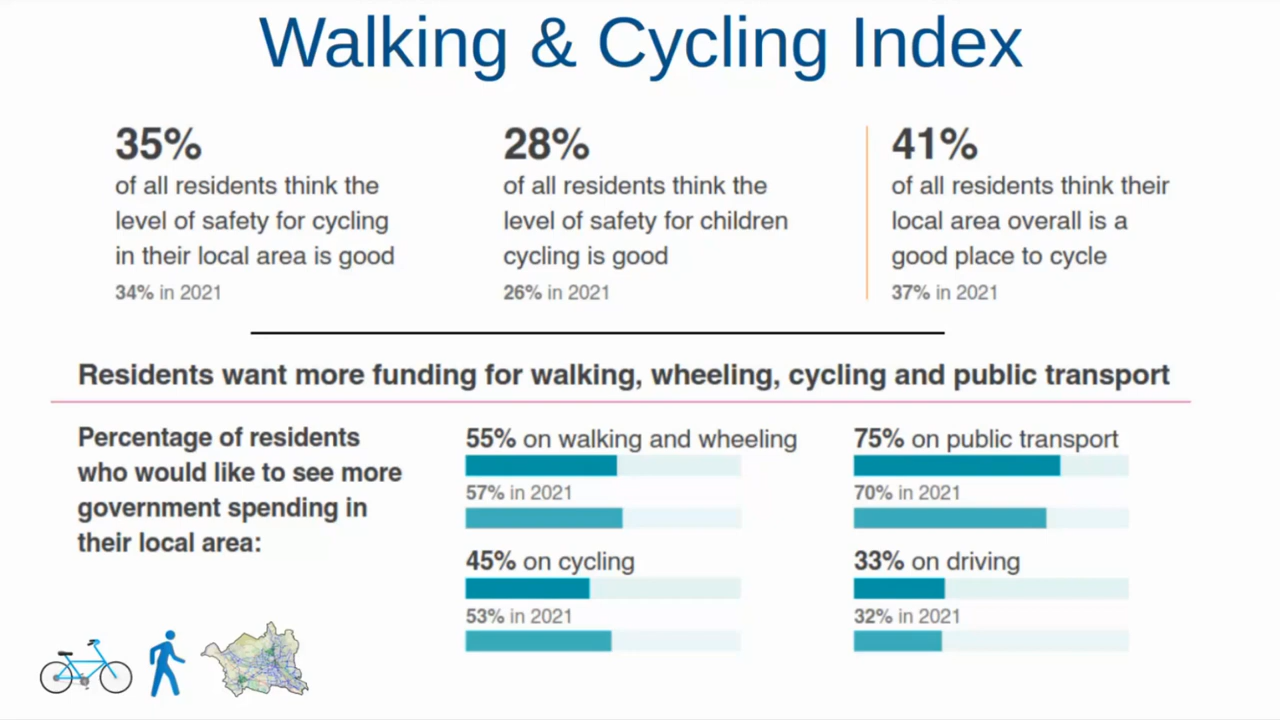 Walking & Cycling Index
35%
of all residents think the
level of safety for cycling
in their local area is good
34% in 2021
28%
of all residents think the
level of safety for children
cycling is good
26% in 2021
41%
of all residents think their
local area overall is a
good place to cycle
37% in 2021
Residents want more funding for walking, wheeling, cycling and public transport
Percentage of residents
who would like to see more
government spending in
their local area:
55% on walking and wheeling
57% in 2021
45% on cycling
53% in 2021
75% on public transport
70% in 2021
33% on driving
32% in 2021